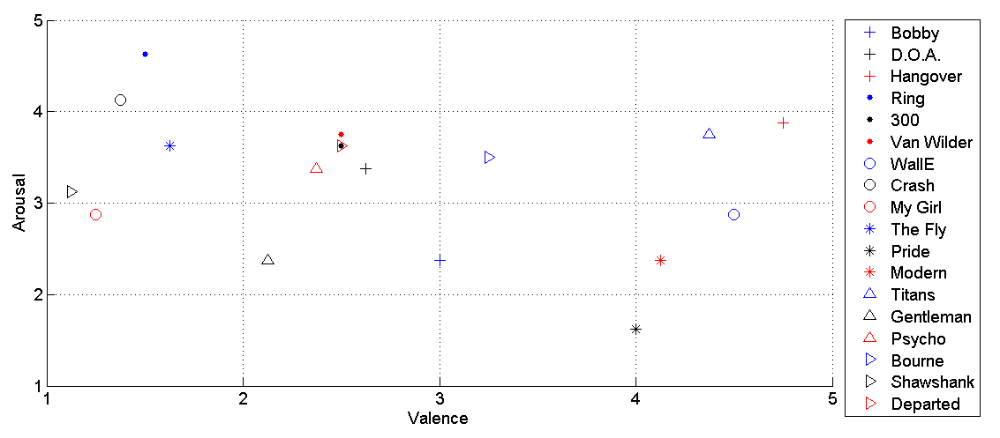 5
4
3
2
1
Arousal
1 2 3 4 5
Valence
Bobby
D.O.A.
Hangover
Ring
300
Van Wilder
WallE
Crash
My Girl
The Fly
Pride
Modern
Titans
Gentleman
Psycho
Bourne
Shawshank
Departed